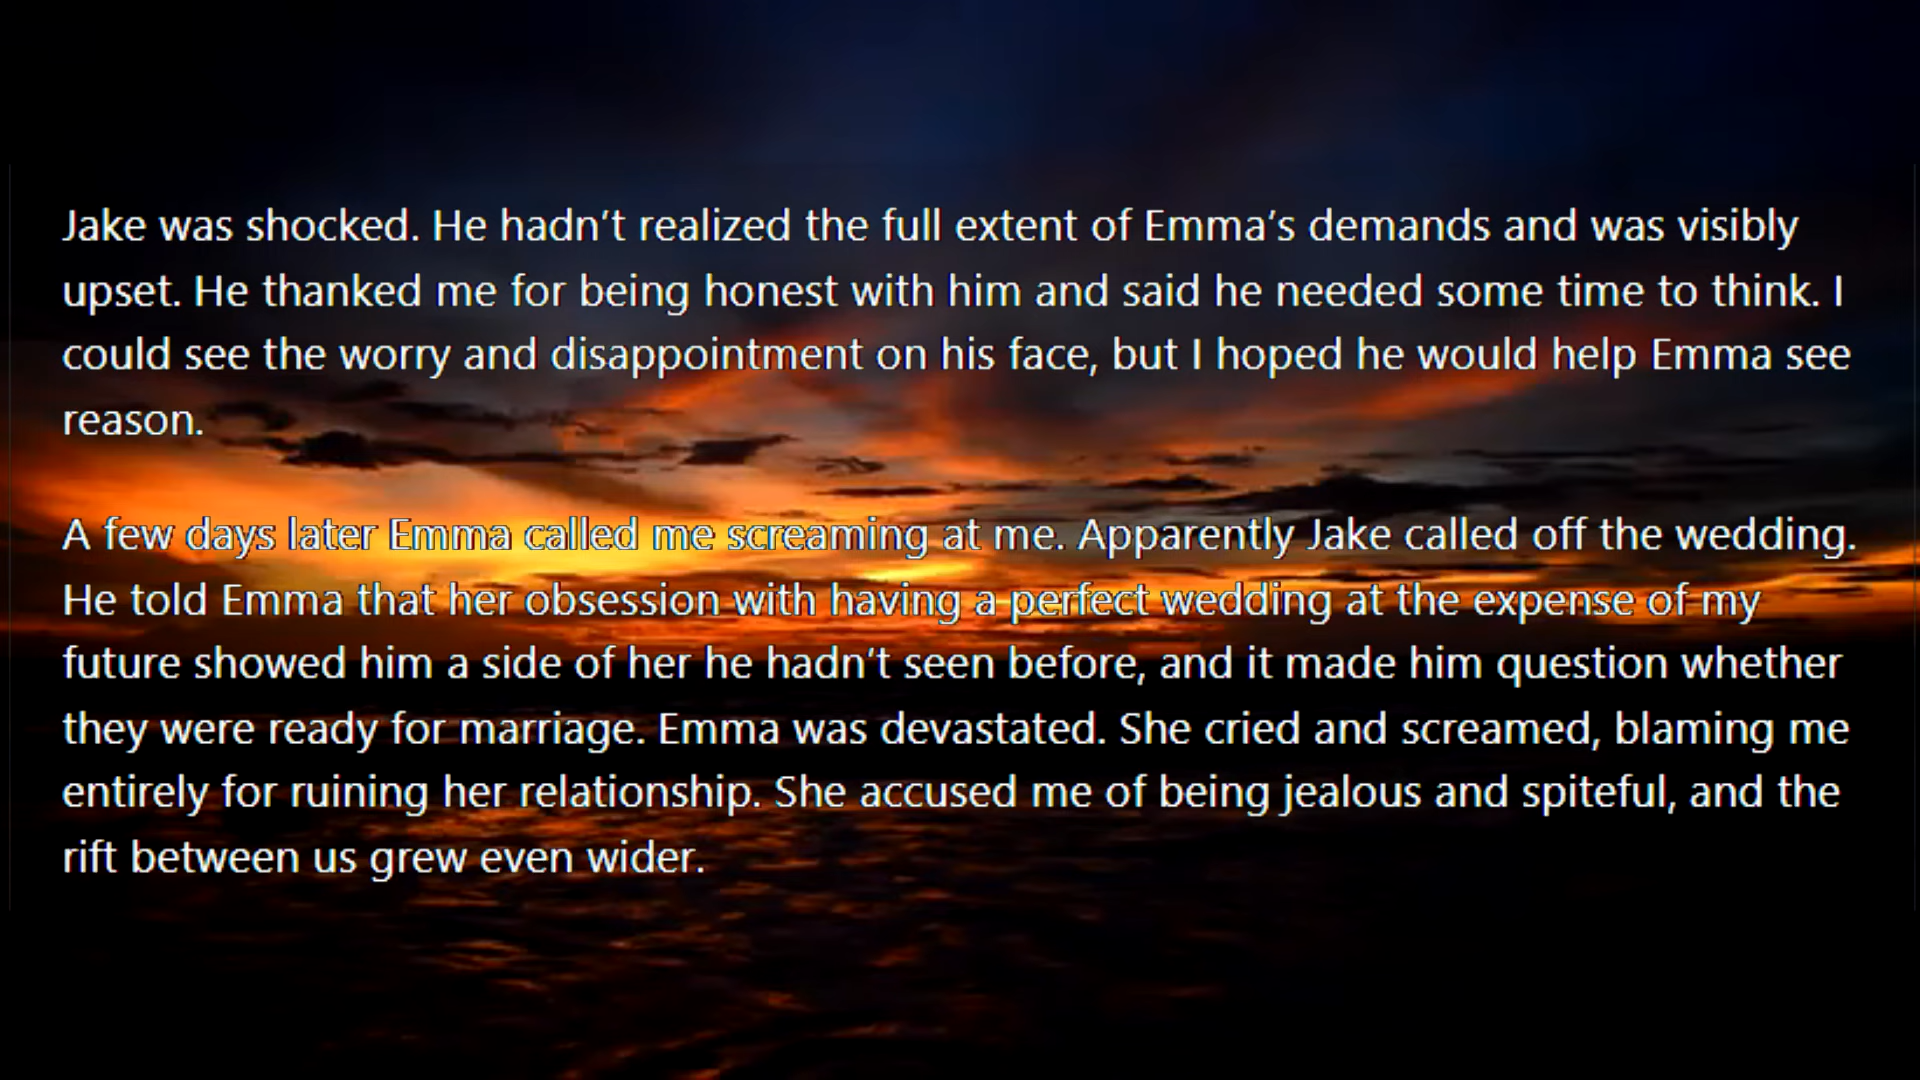 Jake was shocked. He hadn’t realized the full extent of Emma’s demands and was visibly
upset. He thanked me for being honest with him and said he needed some time to think. I
could see the worry and disappointment on his face, but I hoped he would help Emma see
reason.
A few days later Emma called me screaming at me. Apparently Jake called off the wedding.
He told Emma that her obsession with having a perfect wedding at the expense of my
future showed him a side of her he hadn’t seen before, and it made him question whether
they were ready for marriage. Emma was devastated. She cried and screamed, blaming me
entirely for ruining her relationship. She accused me of being jealous and spiteful, and the
rift between us grew even wider.